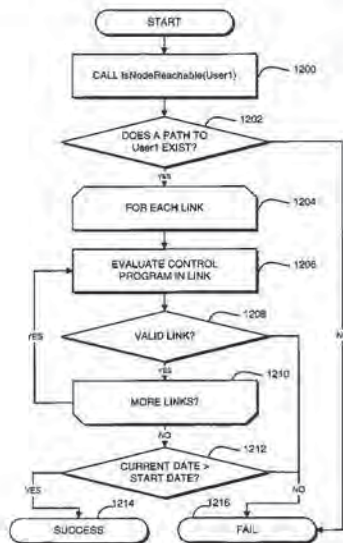 START
CALL IsNodeReachable(User1)
1200
1202
DOES A PATH TO
User1 EXIST?
YES
FOR EACH LINK
1204
EVALUATE CONTROL
PROGRAM IN LINK
1206
1208
YES
VALID LINK?
YES
1210
MORE LINKS?
NO
1212
CURRENT DATE >
START DATE?
YES
1214
1216
NO
SUCCESS
FAIL